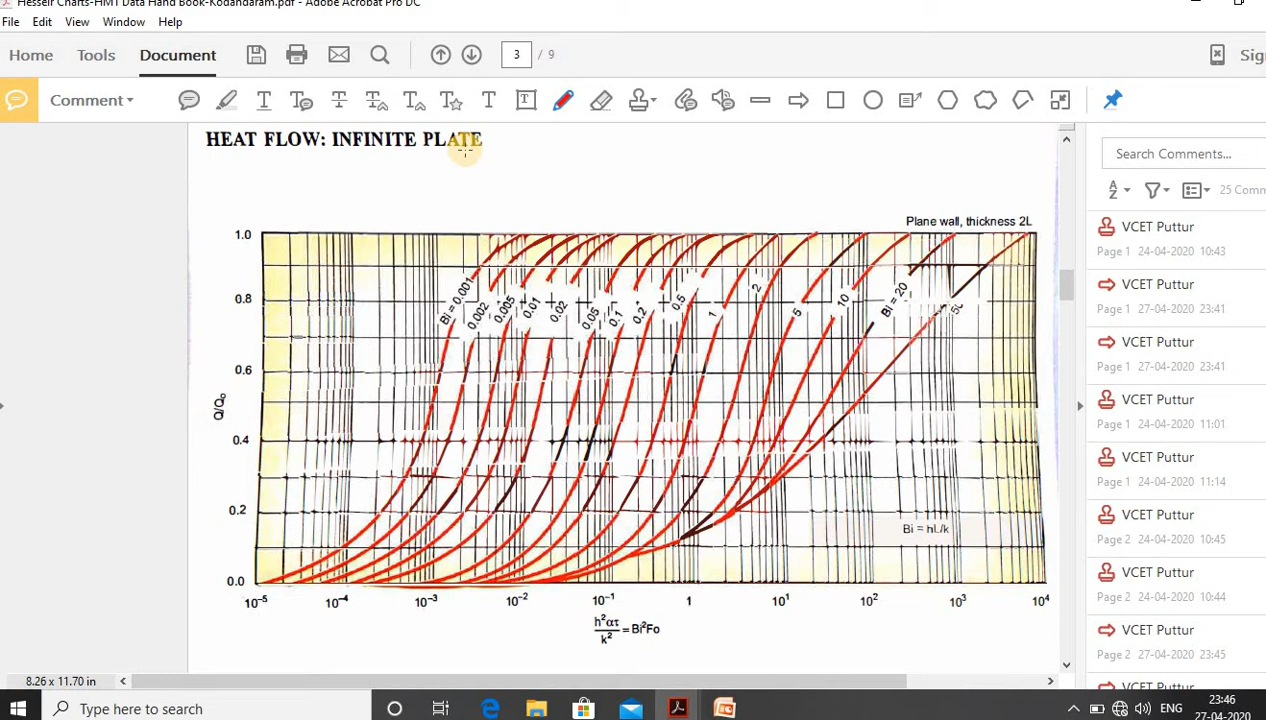 Hesselr Charts-HMT Data Hand Book-Kodandaram.pdf - Adobe Acrobat Pro DC
File Edit View Window Help
Home Tools Document 3 / 9
Comment
HEAT FLOW: INFINITE PLATE
Plane wall, thickness 2L
1.0
0.8
0.6
0.4
0.2
0.0
Q/Q₀
Bi = 0.001
0.002
0.005
0.01
0.02
0.05
0.1
0.2
0.5
1
2
5
10
Bi = 20
50
Bi = hL/k
10⁻⁵ 10⁻⁴ 10⁻³ 10⁻² 10⁻¹ 1 10¹ 10² 10³ 10⁴
h²ατ
k²
= Bi²Fo
Search Comments...
25 Comm
VCET Puttur
Page 1 24-04-2020 10:43
VCET Puttur
Page 1 27-04-2020 23:41
VCET Puttur
Page 1 27-04-2020 23:41
VCET Puttur
Page 1 24-04-2020 11:01
VCET Puttur
Page 1 24-04-2020 11:14
VCET Puttur
Page 2 24-04-2020 10:45
VCET Puttur
Page 2 24-04-2020 10:44
VCET Puttur
Page 2 27-04-2020 23:45
VCET Puttur
8.26 x 11.70 in
Type here to search
ENG
23:46
27-04-2020